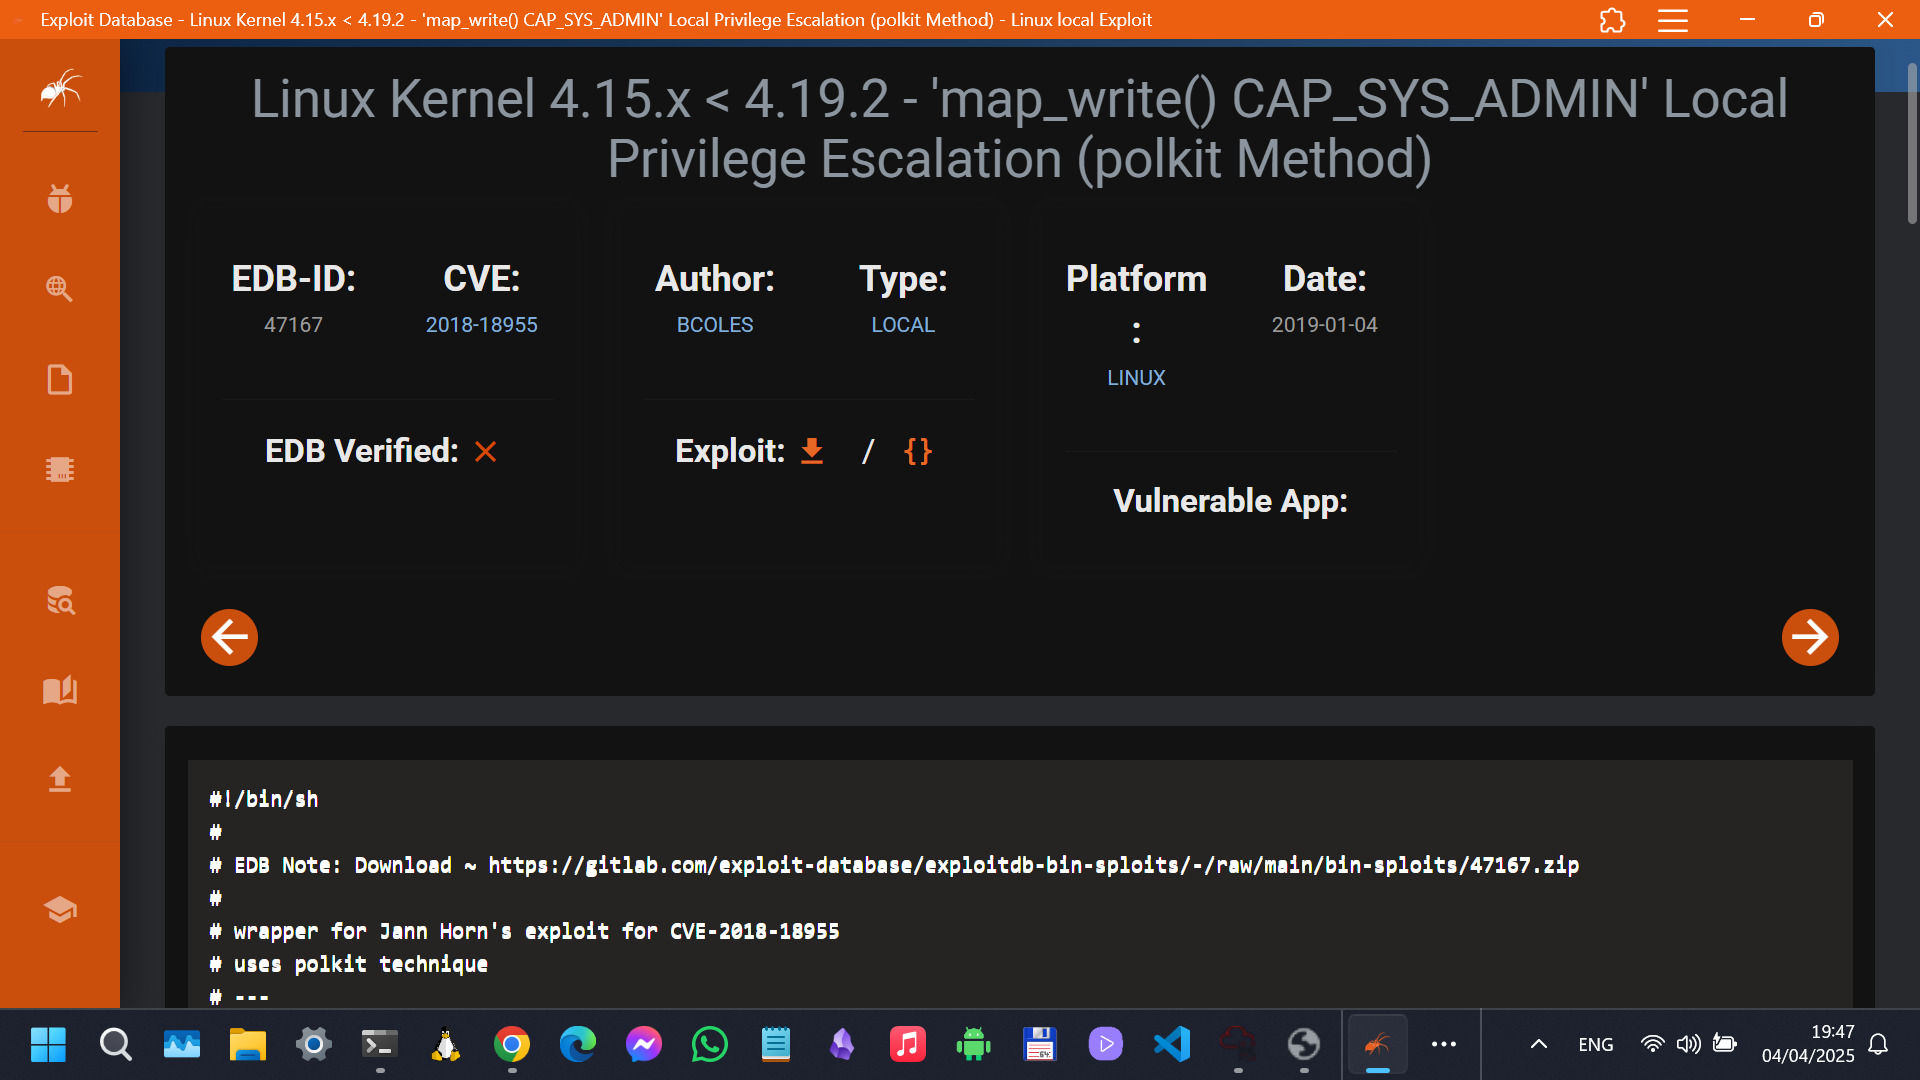 Exploit Database - Linux Kernel 4.15.x < 4.19.2 - 'map_write() CAP_SYS_ADMIN' Local Privilege Escalation (polkit Method) - Linux local Exploit
Linux Kernel 4.15.x < 4.19.2 - 'map_write() CAP_SYS_ADMIN' Local
Privilege Escalation (polkit Method)
EDB-ID:
47167
CVE:
2018-18955
EDB Verified:
Author:
BCOLES
Type:
LOCAL
Exploit: / {}
Platform
:
LINUX
Date:
2019-01-04
Vulnerable App:
#!/bin/sh
#
# EDB Note: Download ~ https://gitlab.com/exploit-database/exploitdb-bin-sploits/-/raw/main/bin-sploits/47167.zip
#
# wrapper for Jann Horn's exploit for CVE-2018-18955
# uses polkit technique
# ---
64
ENG
19:47
04/04/2025